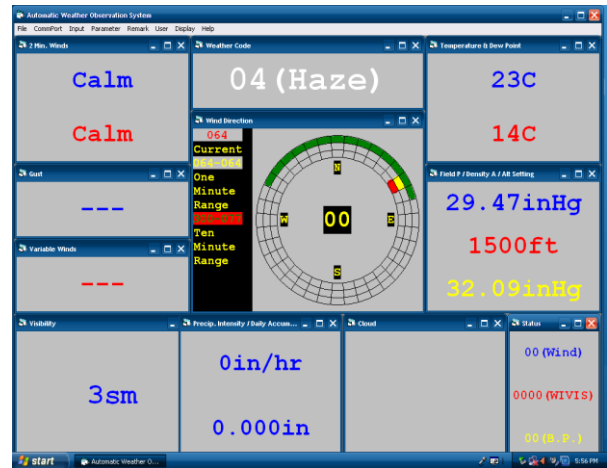 Automatic Weather Observation System
File CommPort Input Parameter Remark User Display Help
2 Min. Winds
Calm
Calm
Weather Code
04(Haze)
Temperature & Dew Point
23C
14C
Wind Direction
064
Current
064-064
One
Minute
Range
Ten
Minute
Range
N
W
00
E
S
Gust
---
Variable Winds
---
Field P / Density A / Alt Setting
29.47inHg
1500ft
32.09inHg
Visibility
3sm
Precip. Intensity / Daily Accum...
0in/hr
0.000in
Cloud
Status
00(Wind)
0000(WIVIS)
00(B.P.)
start
Automatic Weather O...
5:56 PM